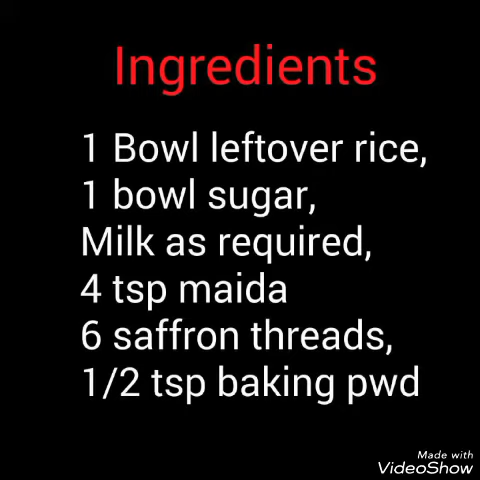 Ingredients
1 Bowl leftover rice,
1 bowl sugar,
Milk as required,
4 tsp maida
6 saffron threads,
1/2 tsp baking pwd
Made with
VideoShow